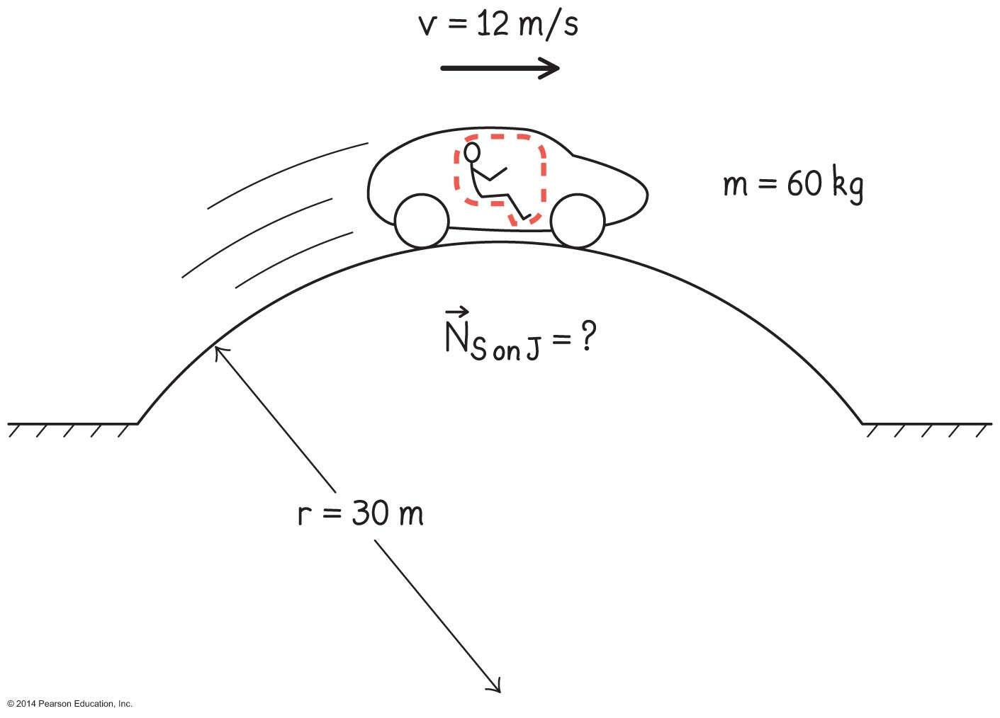 v = 12 m/s
m = 60 kg
N⃗ S on J = ?
r = 30 m
© 2014 Pearson Education, Inc.